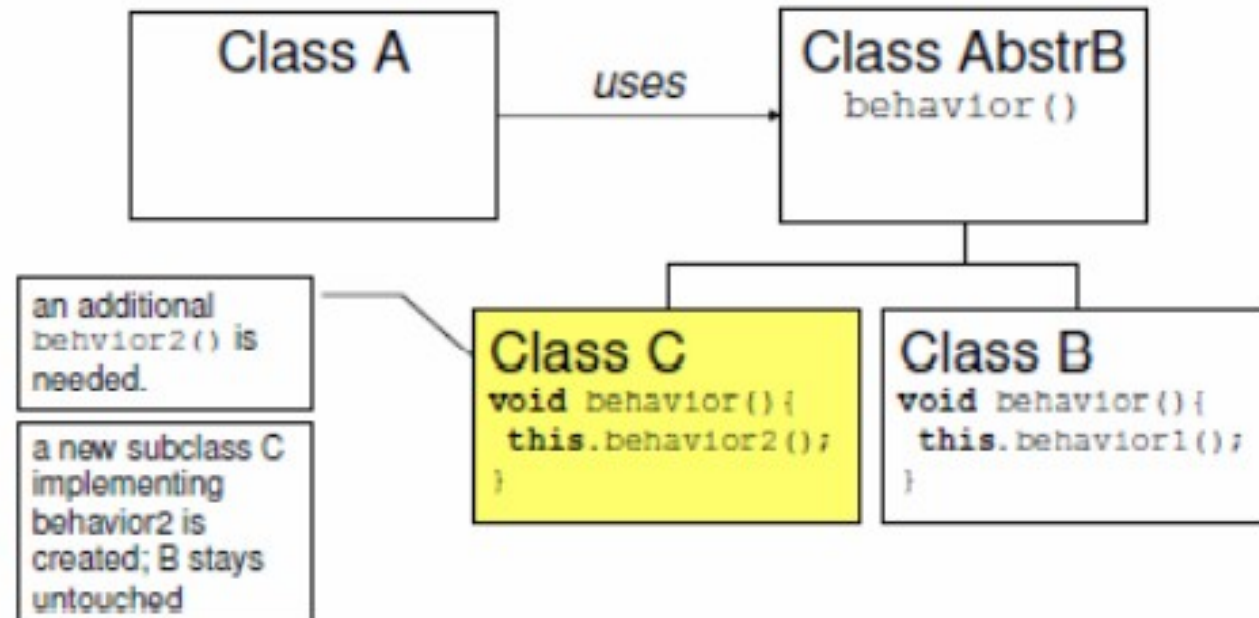 Class A
uses
Class AbstrB
behavior()
an additional
behvior2() is
needed.
a new subclass C
implementing
behavior2 is
created; B stays
untouched
Class C
void behavior(){
this.behavior2();
}
Class B
void behavior(){
this.behavior1();
}